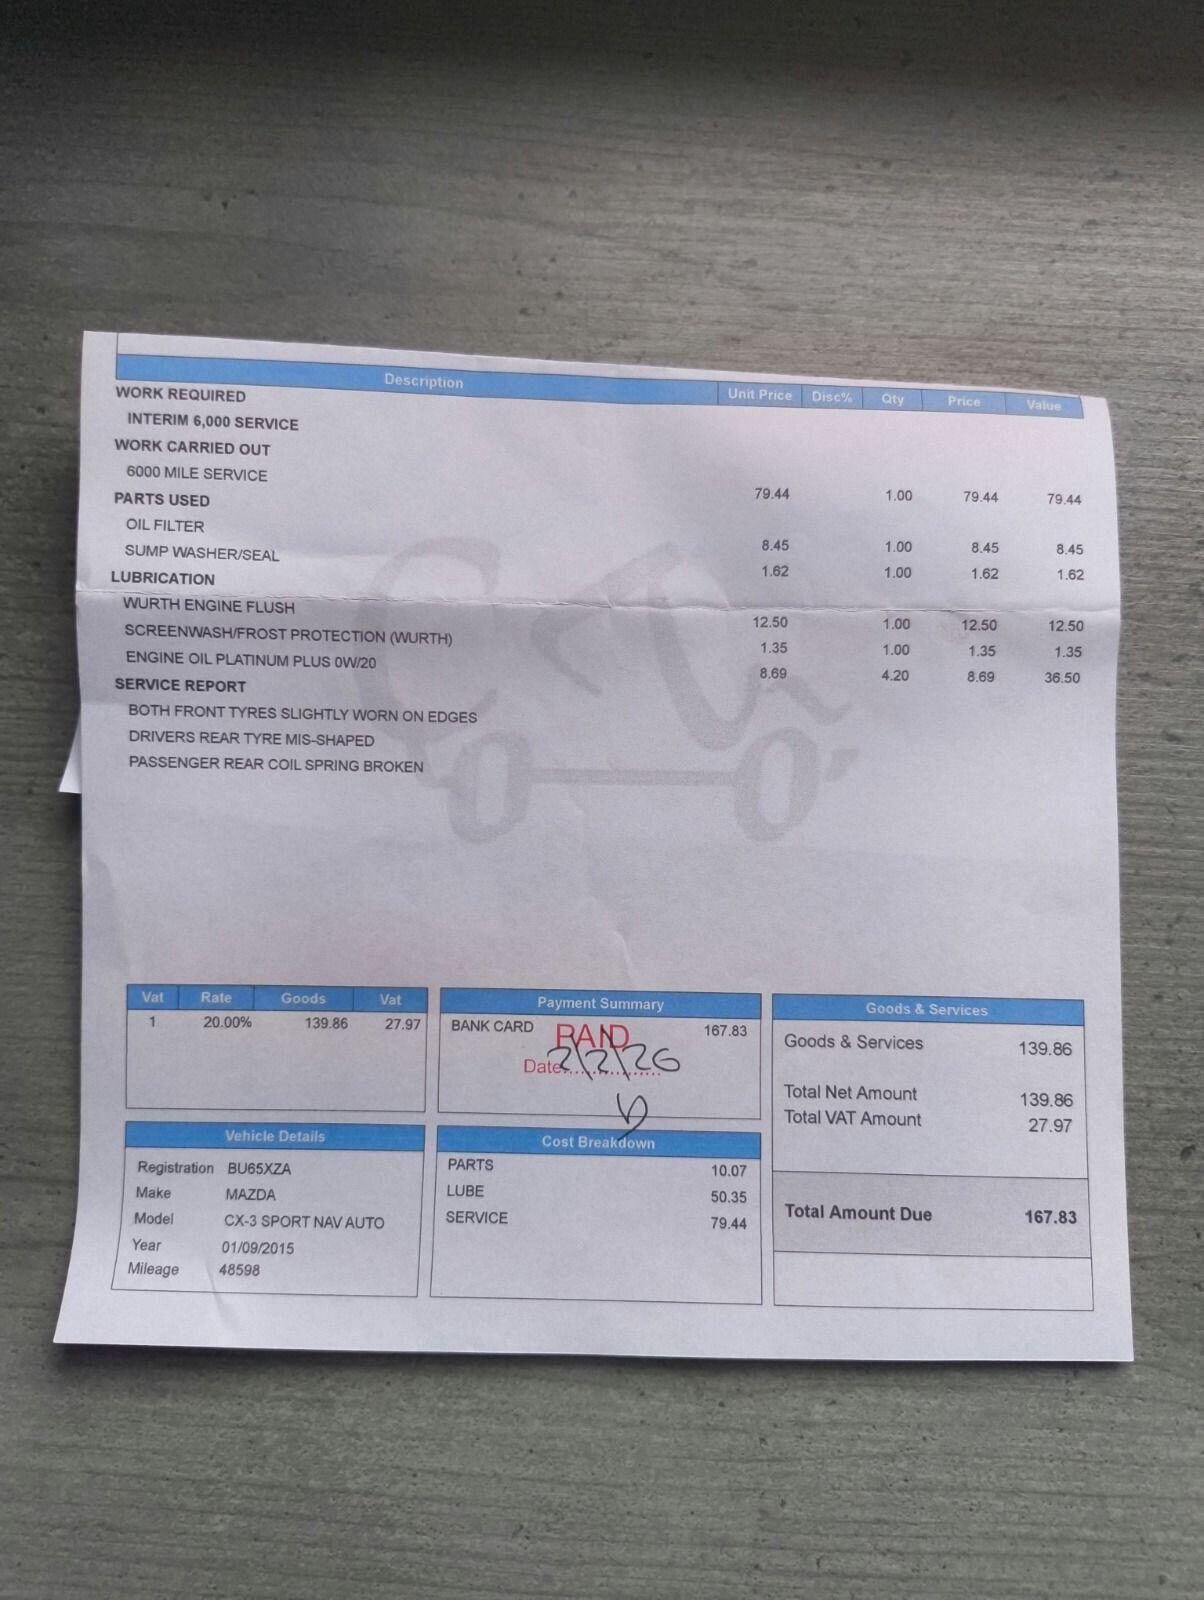 Description Unit Price Disc% Qty Price Value
WORK REQUIRED
INTERIM 6,000 SERVICE
WORK CARRIED OUT
6000 MILE SERVICE 79.44 1.00 79.44 79.44
PARTS USED
OIL FILTER 8.45 1.00 8.45 8.45
SUMP WASHER/SEAL 1.62 1.00 1.62 1.62
LUBRICATION
WURTH ENGINE FLUSH 12.50 1.00 12.50 12.50
SCREENWASH/FROST PROTECTION (WURTH) 1.35 1.00 1.35 1.35
ENGINE OIL PLATINUM PLUS 0W/20 8.69 4.20 8.69 36.50
SERVICE REPORT
BOTH FRONT TYRES SLIGHTLY WORN ON EDGES
DRIVERS REAR TYRE MIS-SHAPED
PASSENGER REAR COIL SPRING BROKEN
Vat Rate Goods Vat
1 20.00% 139.86 27.97
Payment Summary
BANK CARD 167.83
PAID
Date 2/2/26
Goods & Services
Goods & Services 139.86
Total Net Amount 139.86
Total VAT Amount 27.97
Total Amount Due 167.83
Vehicle Details
Registration BU65XZA
Make MAZDA
Model CX-3 SPORT NAV AUTO
Year 01/09/2015
Mileage 48598
Cost Breakdown
PARTS 10.07
LUBE 50.35
SERVICE 79.44